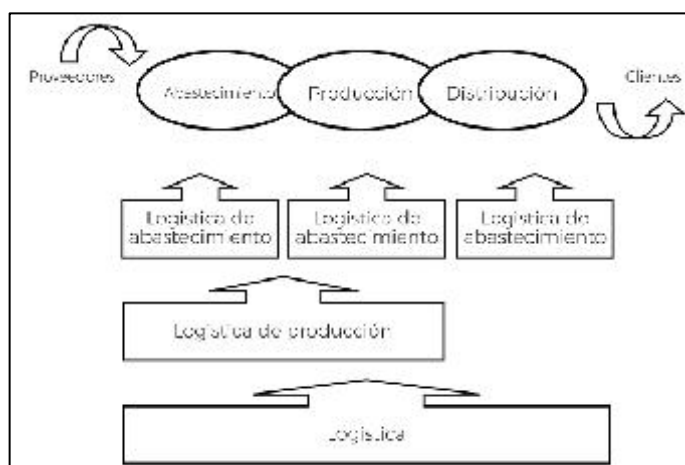 Proveedores
Abastecimiento
Producción
Distribución
Clientes
Logística de
abastecimiento
Logística de
abastecimiento
Logística de
abastecimiento
Logística de producción
Logística